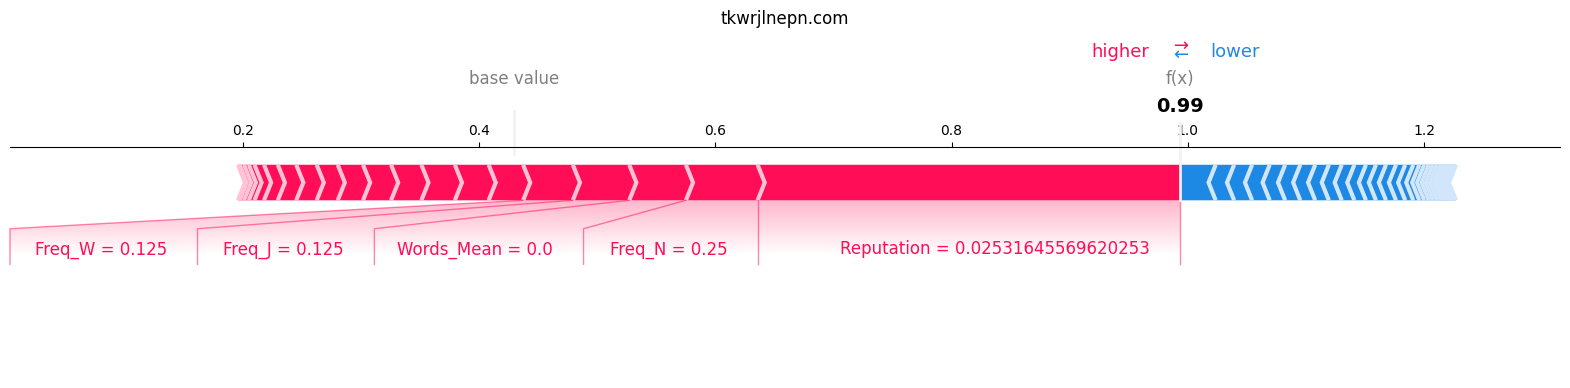 tkwrjlnepn.com
higher ⇄ lower
base value f(x)
0.99
0.2 0.4 0.6 0.8 1.0 1.2
Freq_W = 0.125 Freq_J = 0.125 Words_Mean = 0.0 Freq_N = 0.25 Reputation = 0.02531645569620253